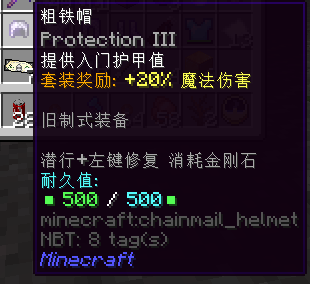 粗铁帽
Protection III
提供入门护甲值
套装奖励: +20% 魔法伤害
旧制式装备
潜行+左键修复 消耗金刚石
耐久值:
▪ 500 / 500 ▪
minecraft:chainmail_helmet
NBT: 8 tag(s)
Minecraft